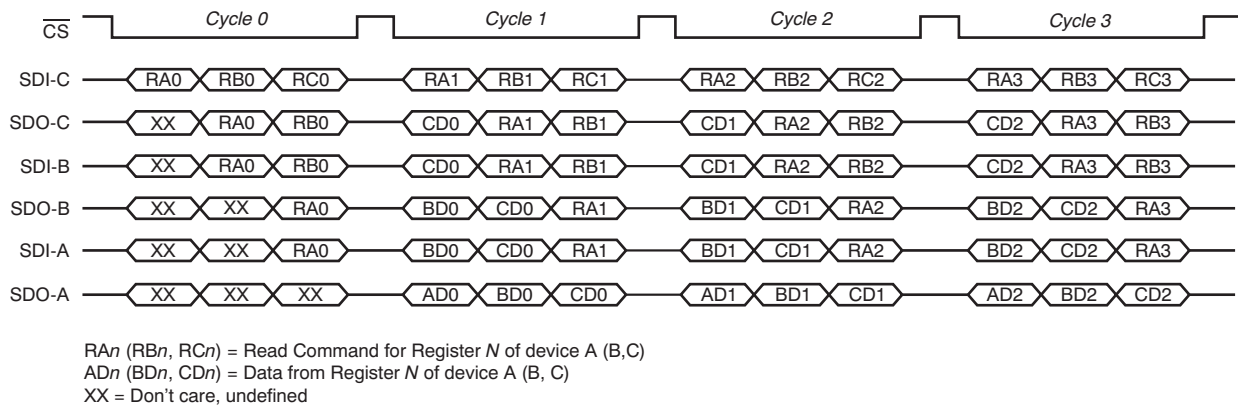 CS Cycle 0 Cycle 1 Cycle 2 Cycle 3
SDI-C RA0 RB0 RC0 RA1 RB1 RC1 RA2 RB2 RC2 RA3 RB3 RC3
SDO-C XX RA0 RB0 CD0 RA1 RB1 CD1 RA2 RB2 CD2 RA3 RB3
SDI-B XX RA0 RB0 CD0 RA1 RB1 CD1 RA2 RB2 CD2 RA3 RB3
SDO-B XX XX RA0 BD0 CD0 RA1 BD1 CD1 RA2 BD2 CD2 RA3
SDI-A XX XX RA0 BD0 CD0 RA1 BD1 CD1 RA2 BD2 CD2 RA3
SDO-A XX XX XX AD0 BD0 CD0 AD1 BD1 CD1 AD2 BD2 CD2
RAn (RBn, RCn) = Read Command for Register N of device A (B,C)
ADn (BDn, CDn) = Data from Register N of device A (B, C)
XX = Don't care, undefined